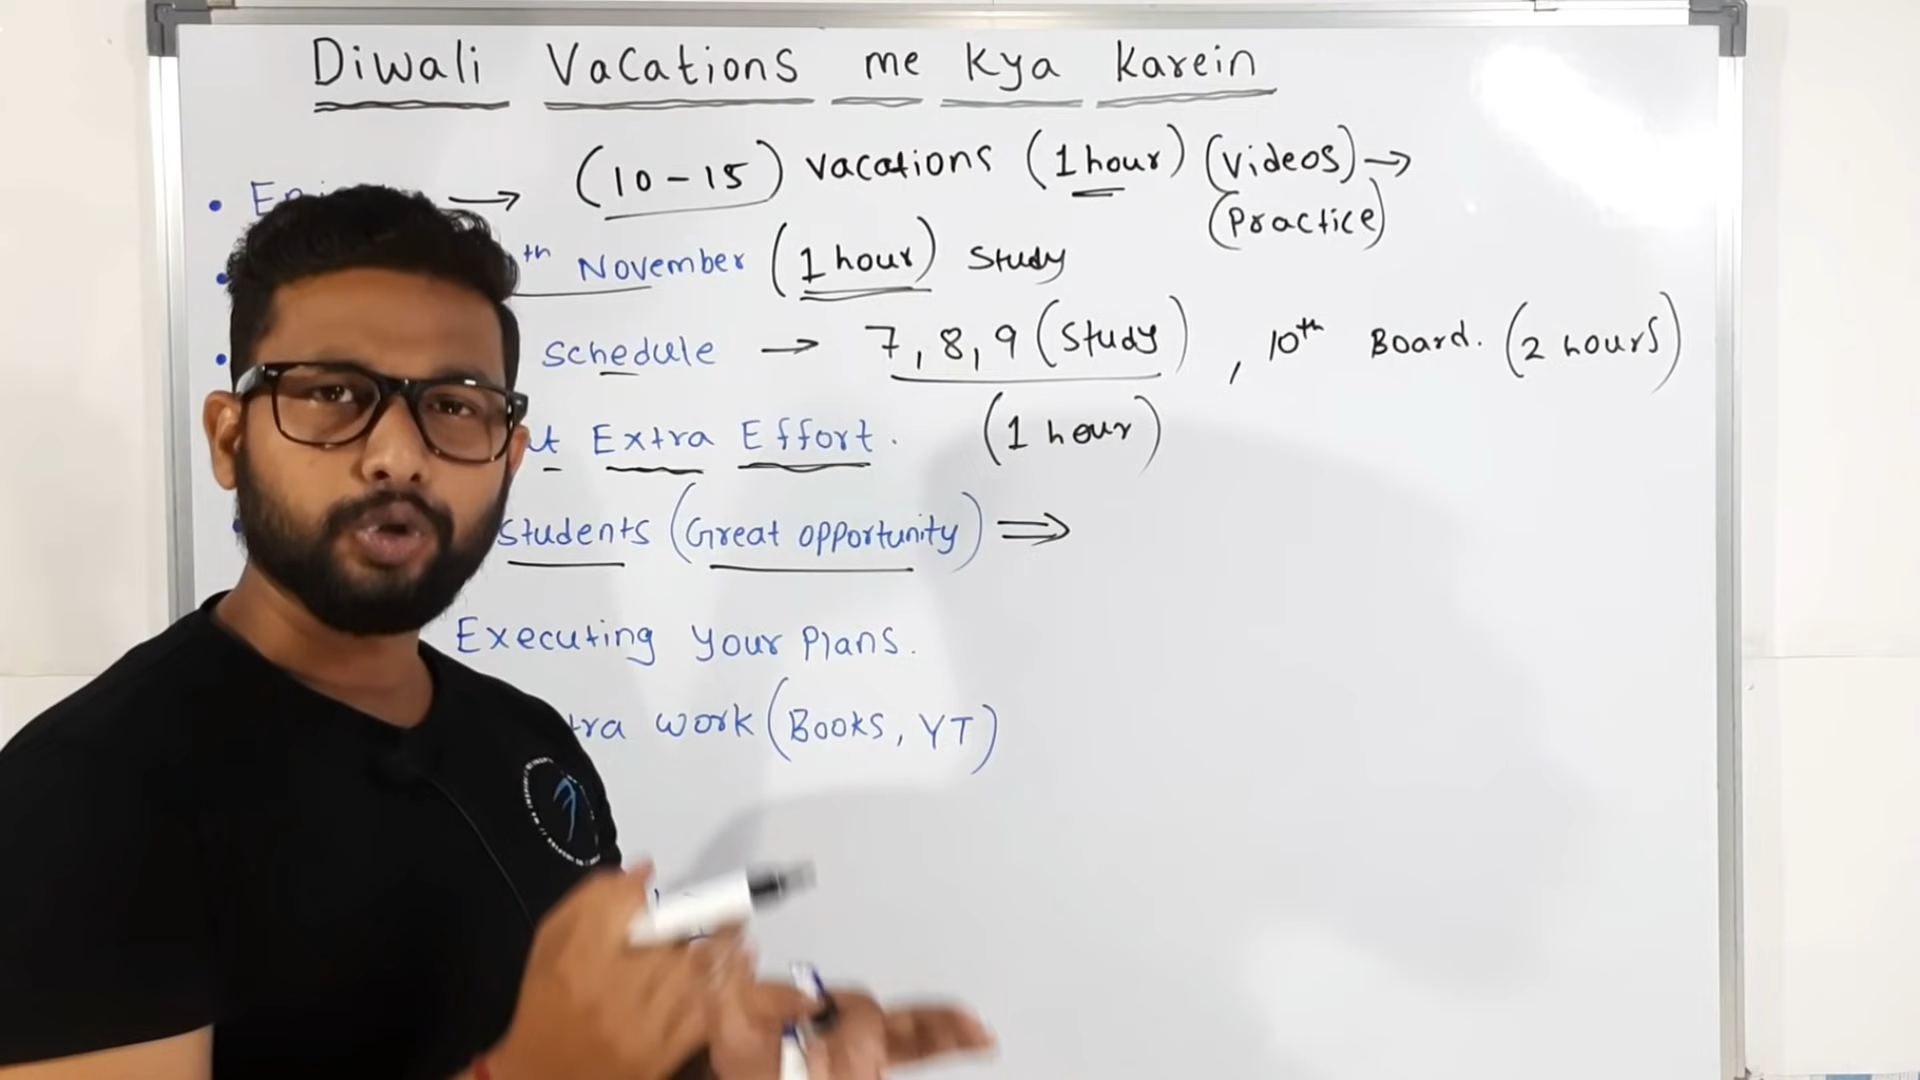 Diwali Vacations me Kya Karein
• → (10-15) vacations (1 hour) (Videos) →
(Practice)
• th November (1 hour) Study
• Schedule → 7, 8, 9 (Study) , 10th Board. (2 hours)
Extra Effort. (1 hour)
Students (Great opportunity) ⇒
Executing your Plans.
work (Books, YT)